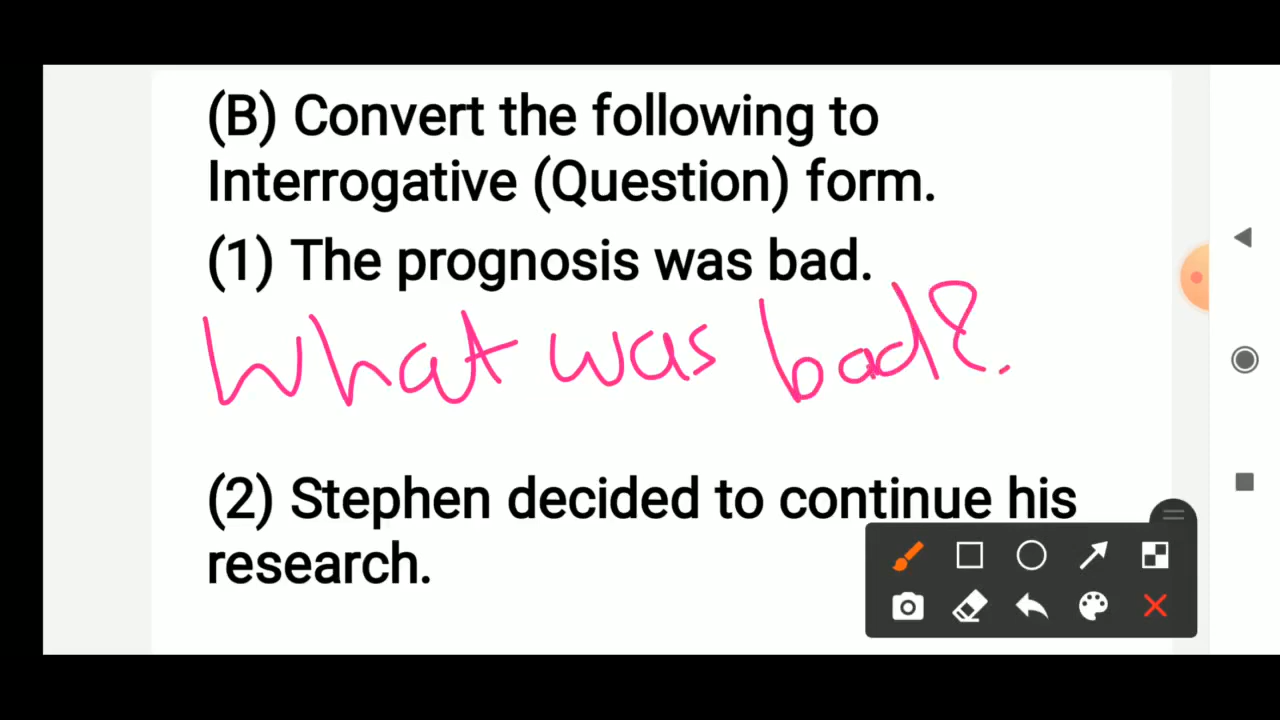 (B) Convert the following to
Interrogative (Question) form.
(1) The prognosis was bad.
What was bad?
(2) Stephen decided to continue his
research.